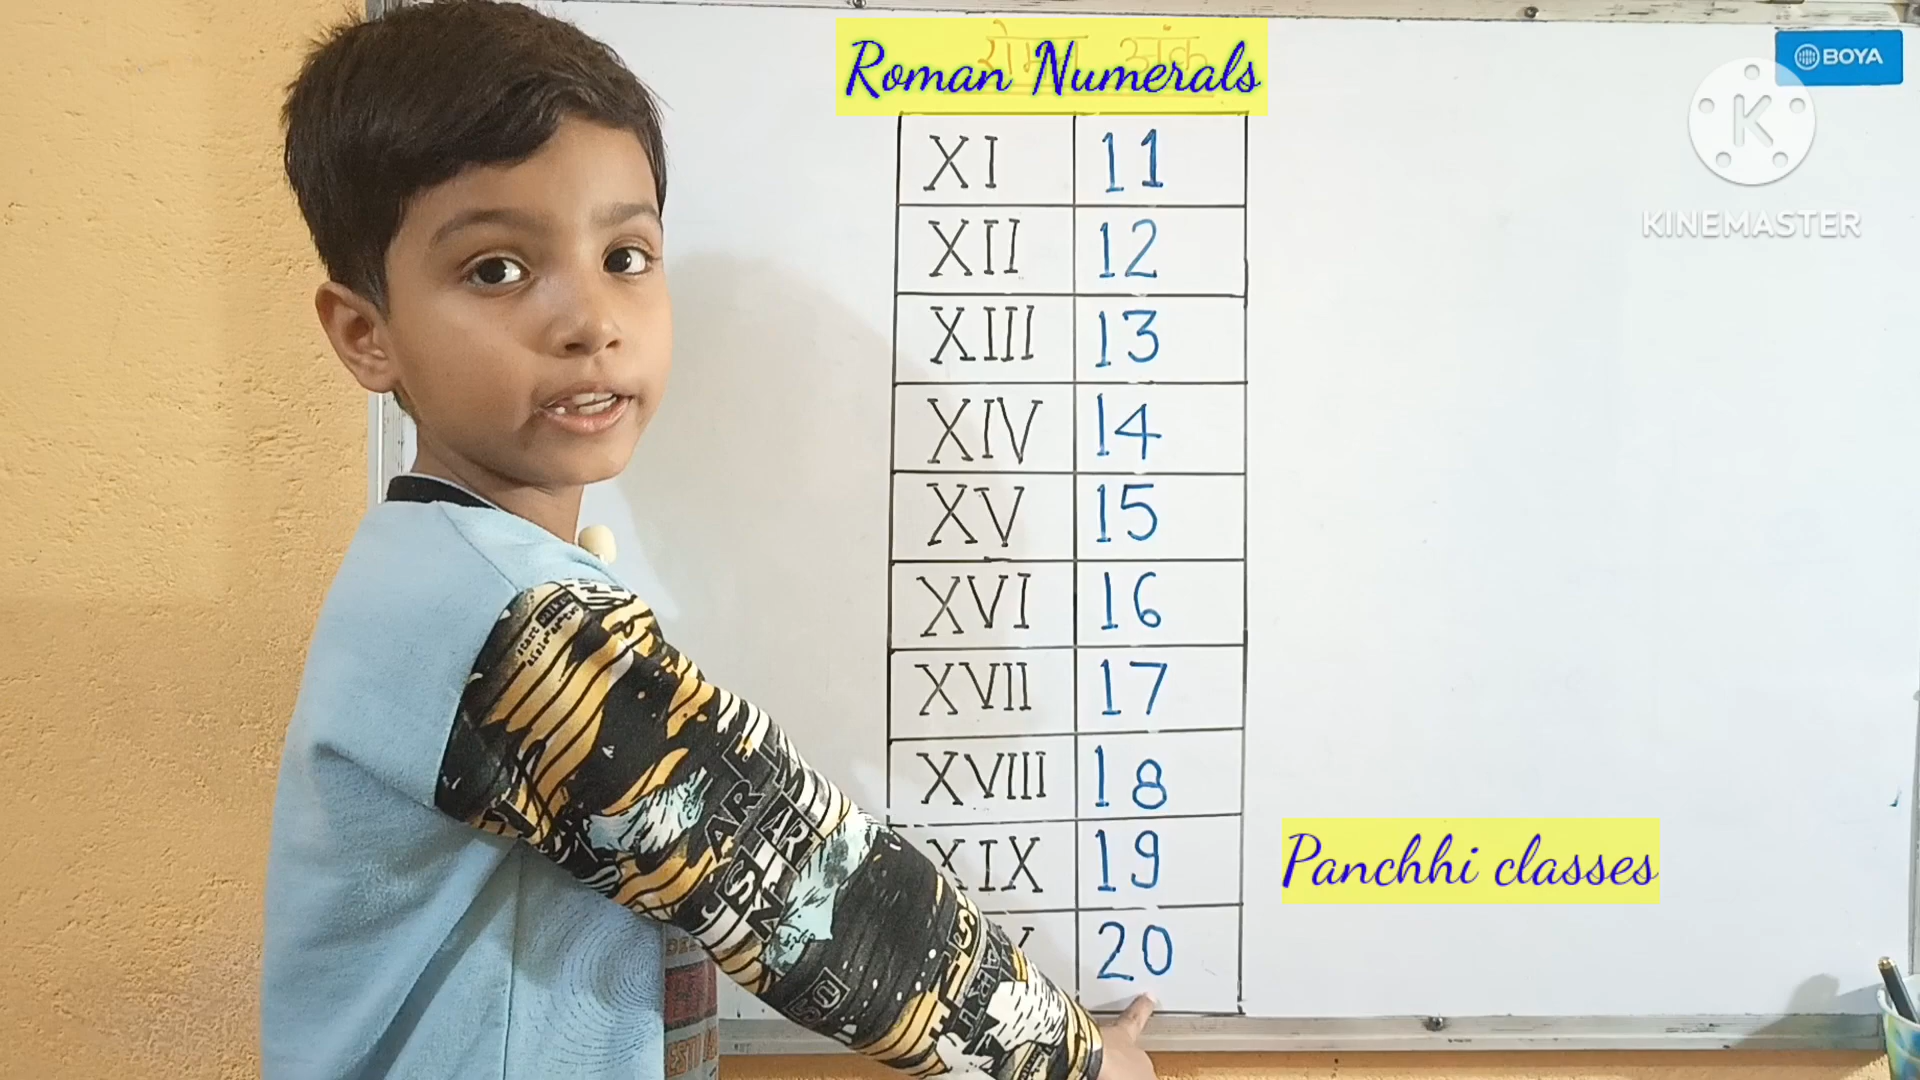 रोमन अंक
Roman Numerals
BOYA
KINEMASTER
XI 11
XII 12
XIII 13
XIV 14
XV 15
XVI 16
XVII 17
XVIII 18
XIX 19
20
Panchhi classes